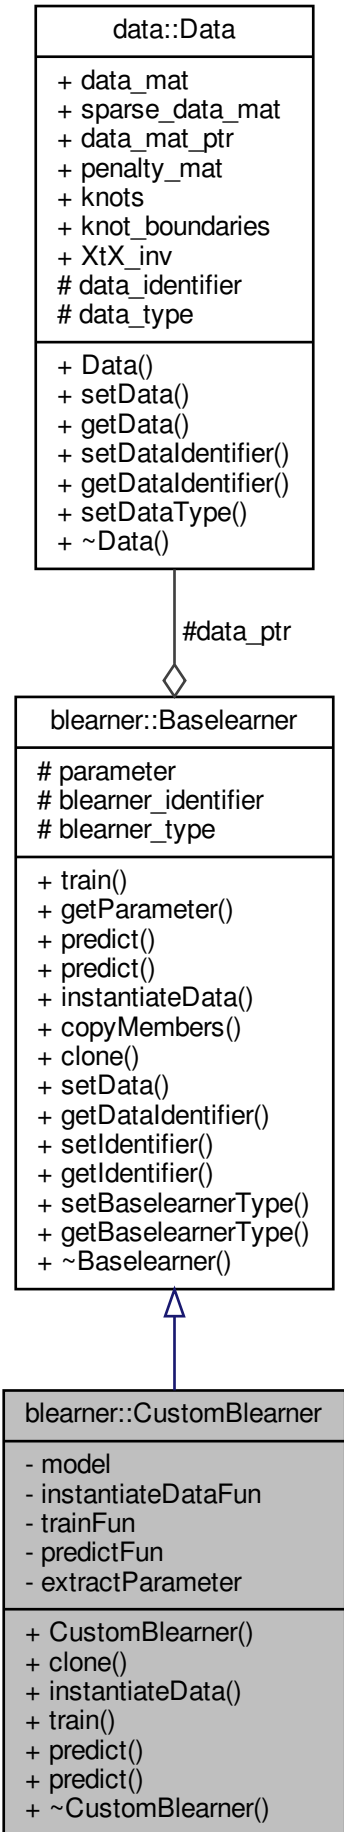 data::Data
+ data_mat
+ sparse_data_mat
+ data_mat_ptr
+ penalty_mat
+ knots
+ knot_boundaries
+ XtX_inv
# data_identifier
# data_type
+ Data()
+ setData()
+ getData()
+ setDataIdentifier()
+ getDataIdentifier()
+ setDataType()
+ ~Data()
#data_ptr
blearner::Baselearner
# parameter
# blearner_identifier
# blearner_type
+ train()
+ getParameter()
+ predict()
+ predict()
+ instantiateData()
+ copyMembers()
+ clone()
+ setData()
+ getDataIdentifier()
+ setIdentifier()
+ getIdentifier()
+ setBaselearnerType()
+ getBaselearnerType()
+ ~Baselearner()
blearner::CustomBlearner
- model
- instantiateDataFun
- trainFun
- predictFun
- extractParameter
+ CustomBlearner()
+ clone()
+ instantiateData()
+ train()
+ predict()
+ predict()
+ ~CustomBlearner()